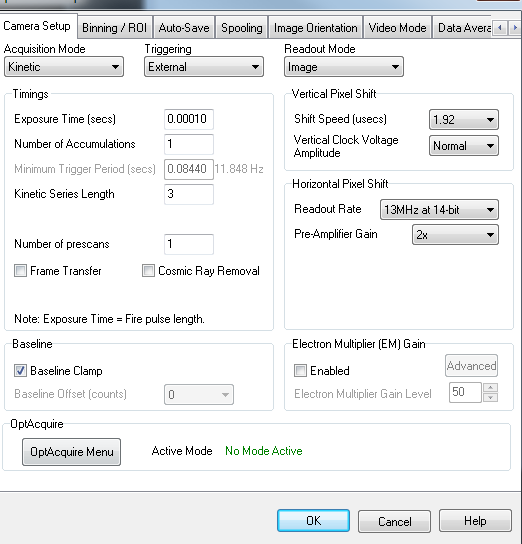 Camera Setup Binning / ROI Auto-Save Spooling Image Orientation Video Mode Data Avera
Acquisition Mode Triggering Readout Mode
Kinetic External Image
Timings Vertical Pixel Shift
Exposure Time (secs) 0.00010 Shift Speed (usecs) 1.92
Number of Accumulations 1 Vertical Clock Voltage Amplitude Normal
Minimum Trigger Period (secs) 0.08440 11.848 Hz
Kinetic Series Length 3 Horizontal Pixel Shift
Readout Rate 13MHz at 14-bit
Number of prescans 1 Pre-Amplifier Gain 2x
Frame Transfer Cosmic Ray Removal
Note: Exposure Time = Fire pulse length.
Baseline Electron Multiplier (EM) Gain
Baseline Clamp Enabled Advanced
Baseline Offset (counts) 0 Electron Multiplier Gain Level 50
OptAcquire
OptAcquire Menu Active Mode No Mode Active
OK Cancel Help